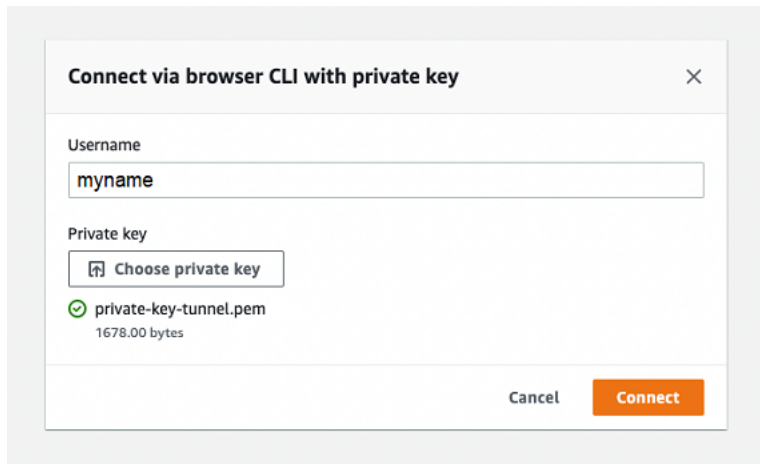 Connect via browser CLI with private key
Username
myname
Private key
Choose private key
private-key-tunnel.pem
1678.00 bytes
Cancel
Connect